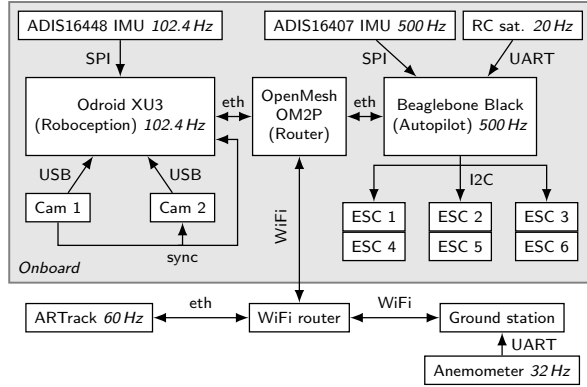 ADIS16448 IMU 102.4 Hz
ADIS16407 IMU 500 Hz
RC sat. 20 Hz
SPI
SPI
UART
Odroid XU3
(Roboception) 102.4 Hz
eth
OpenMesh
OM2P
(Router)
eth
Beaglebone Black
(Autopilot) 500 Hz
USB
USB
I2C
Cam 1
Cam 2
sync
WiFi
ESC 1
ESC 2
ESC 3
ESC 4
ESC 5
ESC 6
Onboard
ARTrack 60 Hz
eth
WiFi router
WiFi
Ground station
UART
Anemometer 32 Hz